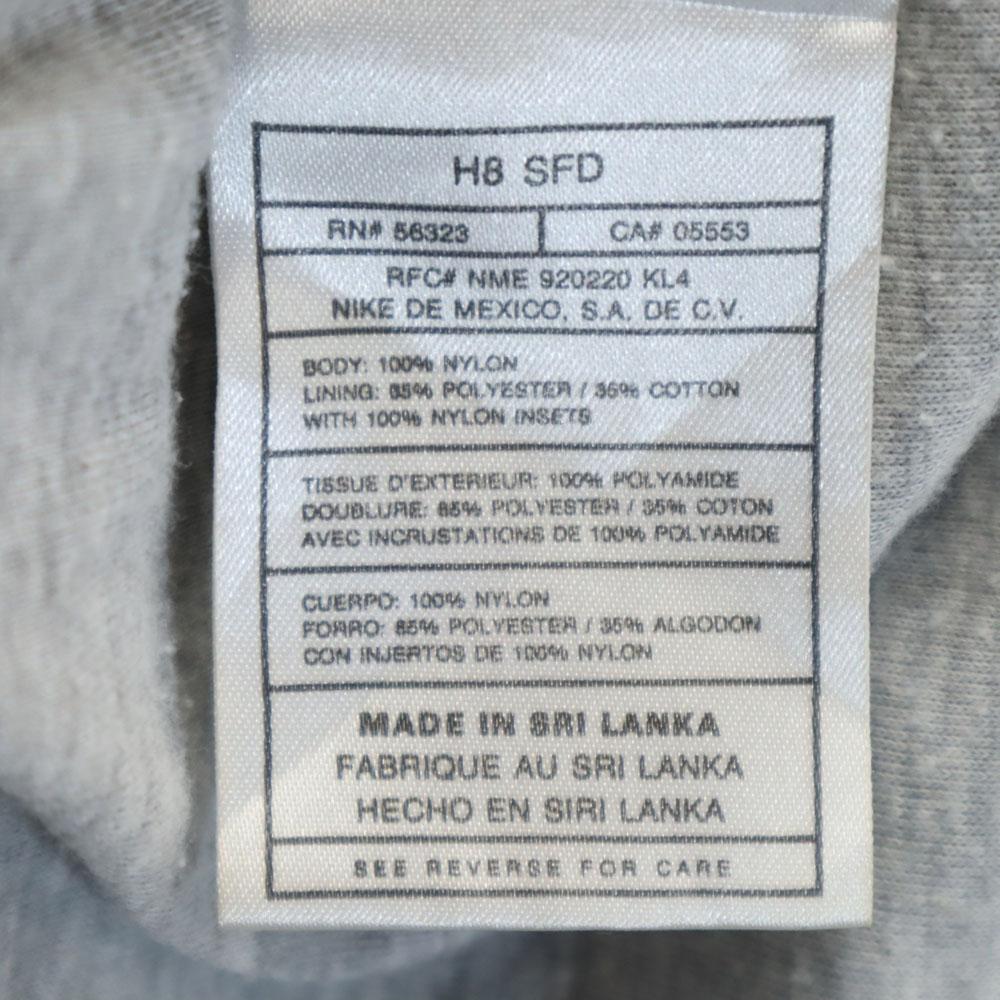 H8 SFD
RN# 56323
CA# 05553
RFC# NME 920220 KL4
NIKE DE MEXICO, S.A. DE C.V.
BODY: 100% NYLON
LINING: 65% POLYESTER / 35% COTTON
WITH 100% NYLON INSETS
TISSUE D'EXTERIEUR: 100% POLYAMIDE
DOUBLURE: 65% POLYESTER / 35% COTON
AVEC INCRUSTATIONS DE 100% POLYAMIDE
CUERPO: 100% NYLON
FORRO: 65% POLYESTER / 35% ALGODON
CON INJERTOS DE 100% NYLON
MADE IN SRI LANKA
FABRIQUE AU SRI LANKA
HECHO EN SIRI LANKA
SEE REVERSE FOR CARE